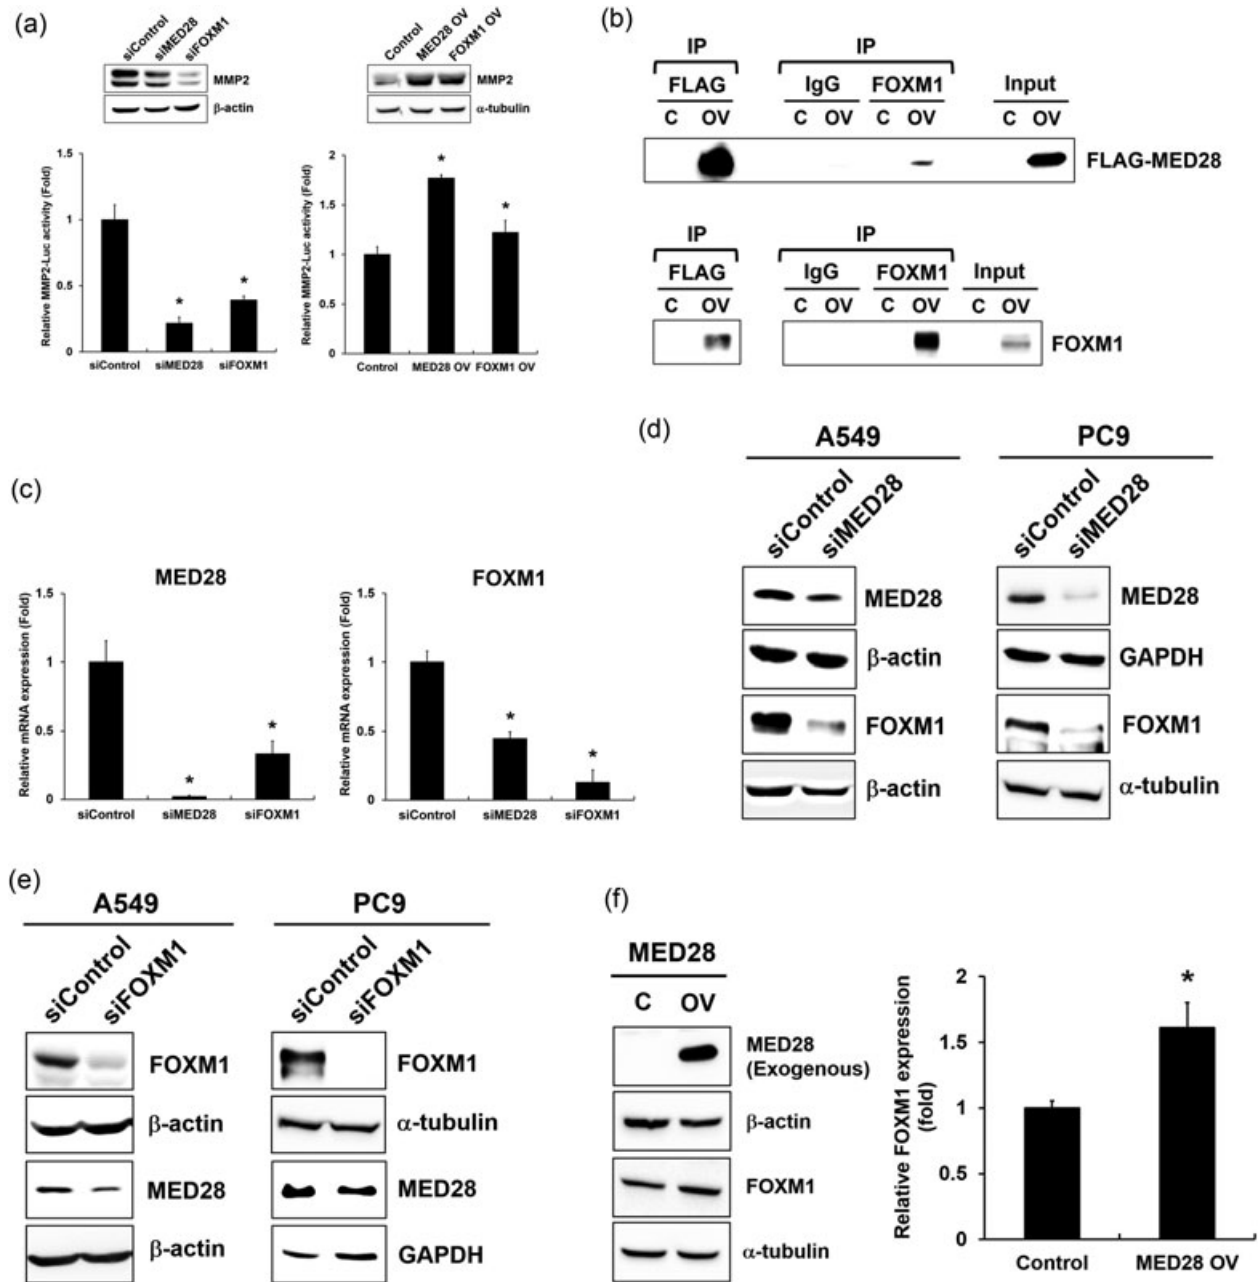 (a)
siControl siMED28 siFOXM1
MMP2
β-actin
Control MED28 OV FOXM1 OV
MMP2
α-tubulin
Relative MMP2-Luc activity (Fold)
1.5
1
0.5
0
siControl siMED28 siFOXM1
* *
Relative MMP2-Luc activity (Fold)
2
1.5
1
0.5
0
Control MED28 OV FOXM1 OV
* *
(b)
IP IP
FLAG IgG FOXM1 Input
C OV C OV C OV C OV
FLAG-MED28
IP IP
FLAG IgG FOXM1 Input
C OV C OV C OV C OV
FOXM1
(c)
MED28
Relative mRNA expression (Fold)
1.5
1
0.5
0
siControl siMED28 siFOXM1
* *
FOXM1
Relative mRNA expression (Fold)
1.5
1
0.5
0
siControl siMED28 siFOXM1
* *
(d)
A549
siControl siMED28
MED28
β-actin
FOXM1
β-actin
PC9
siControl siMED28
MED28
GAPDH
FOXM1
α-tubulin
(e)
A549
siControl siFOXM1
FOXM1
β-actin
MED28
β-actin
PC9
siControl siFOXM1
FOXM1
α-tubulin
MED28
GAPDH
(f)
MED28
C OV
MED28
(Exogenous)
β-actin
FOXM1
α-tubulin
Relative FOXM1 expression
(fold)
2
1.5
1
0.5
0
Control MED28 OV
*